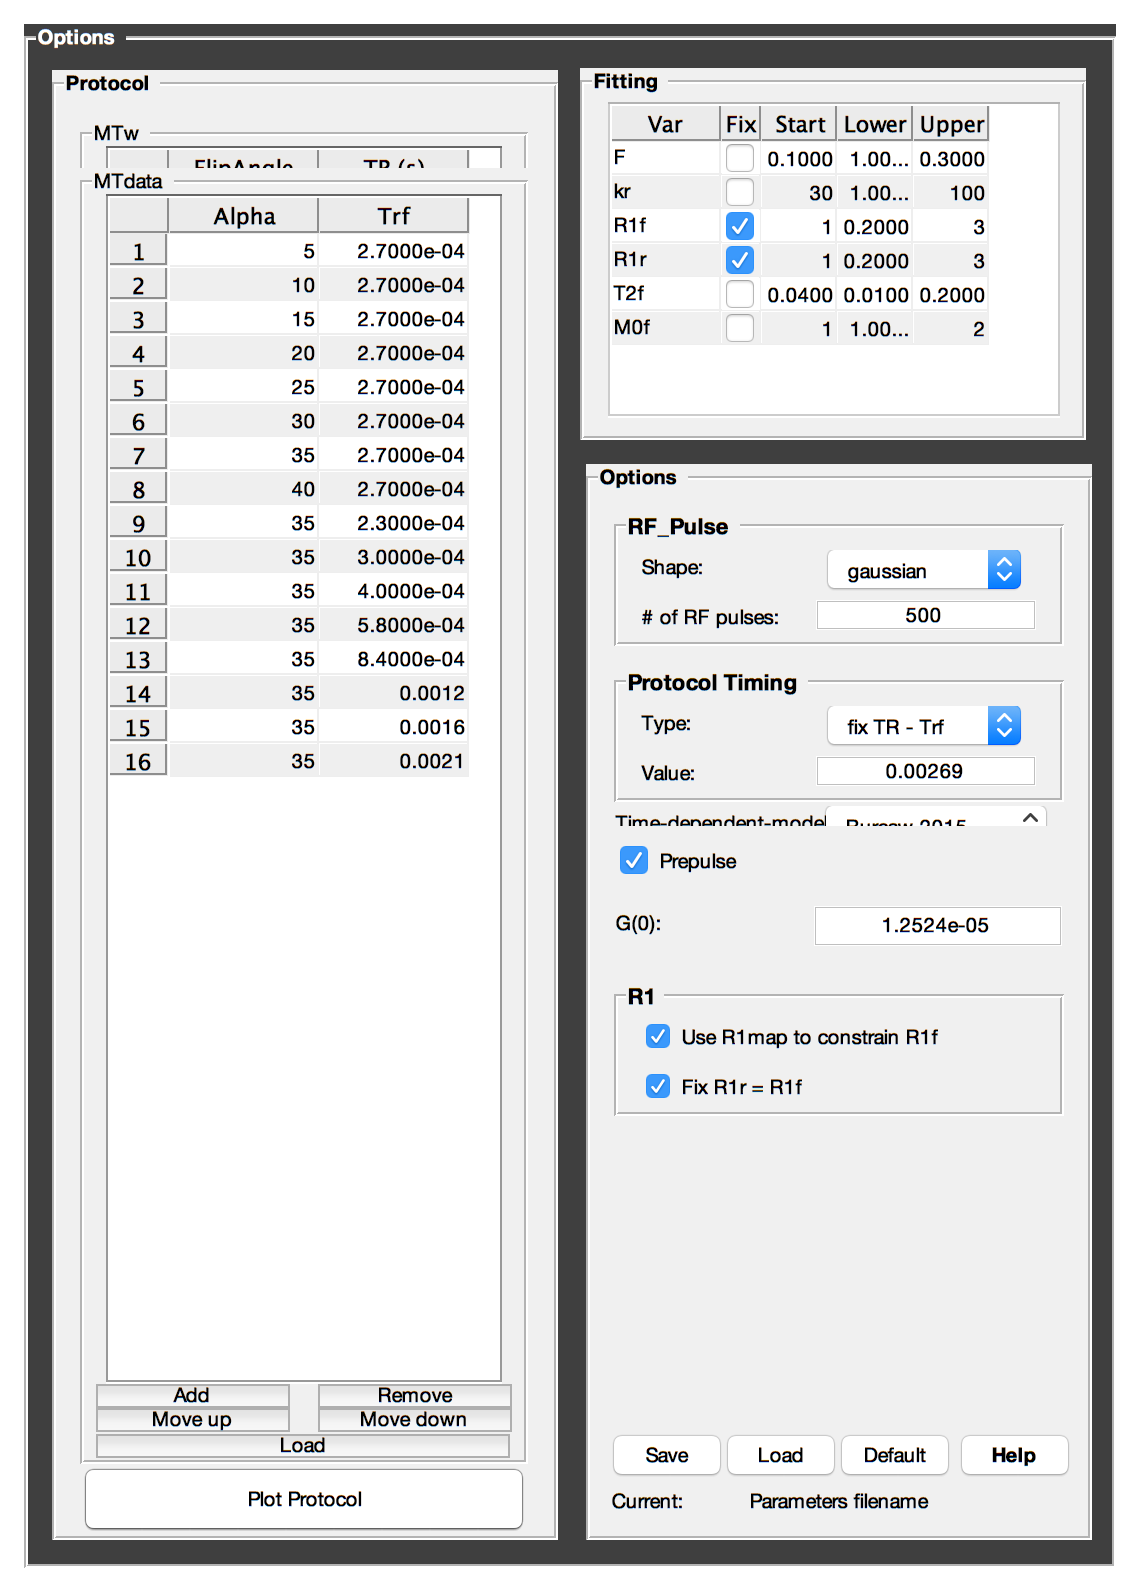 Options
Protocol
MTw
FlipAngle TR (s)
MTdata
Alpha Trf
1 5 2.7000e-04
2 10 2.7000e-04
3 15 2.7000e-04
4 20 2.7000e-04
5 25 2.7000e-04
6 30 2.7000e-04
7 35 2.7000e-04
8 40 2.7000e-04
9 35 2.3000e-04
10 35 3.0000e-04
11 35 4.0000e-04
12 35 5.8000e-04
13 35 8.4000e-04
14 35 0.0012
15 35 0.0016
16 35 0.0021
Add Remove
Move up Move down
Load
Plot Protocol
Fitting
Var Fix Start Lower Upper
F 0.1000 1.00... 0.3000
kr 30 1.00... 100
R1f 1 0.2000 3
R1r 1 0.2000 3
T2f 0.0400 0.0100 0.2000
M0f 1 1.00... 2
Options
RF_Pulse
Shape: gaussian
# of RF pulses: 500
Protocol Timing
Type: fix TR - Trf
Value: 0.00269
Time-dependent-model 2015
Prepulse
G(0): 1.2524e-05
R1
Use R1map to constrain R1f
Fix R1r = R1f
Save Load Default Help
Current: Parameters filename